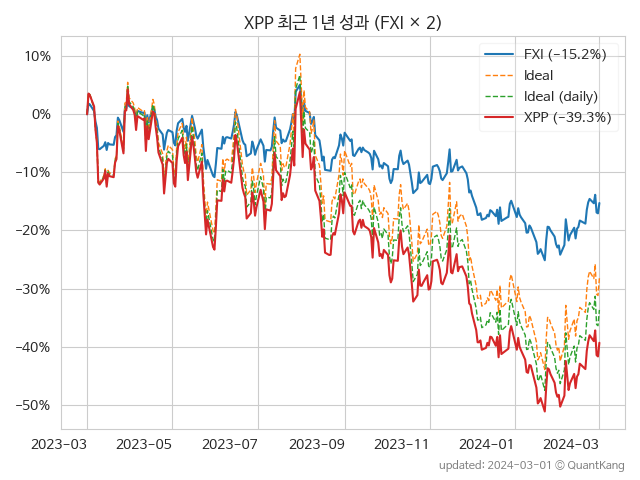 XPP 최근 1년 성과 (FXI × 2)
FXI (−15.2%)
Ideal
Ideal (daily)
XPP (−39.3%)
10%
0%
−10%
−20%
−30%
−40%
−50%
2023−03 2023−05 2023−07 2023−09 2023−11 2024−01 2024−03
updated: 2024−03−01 © QuantKang